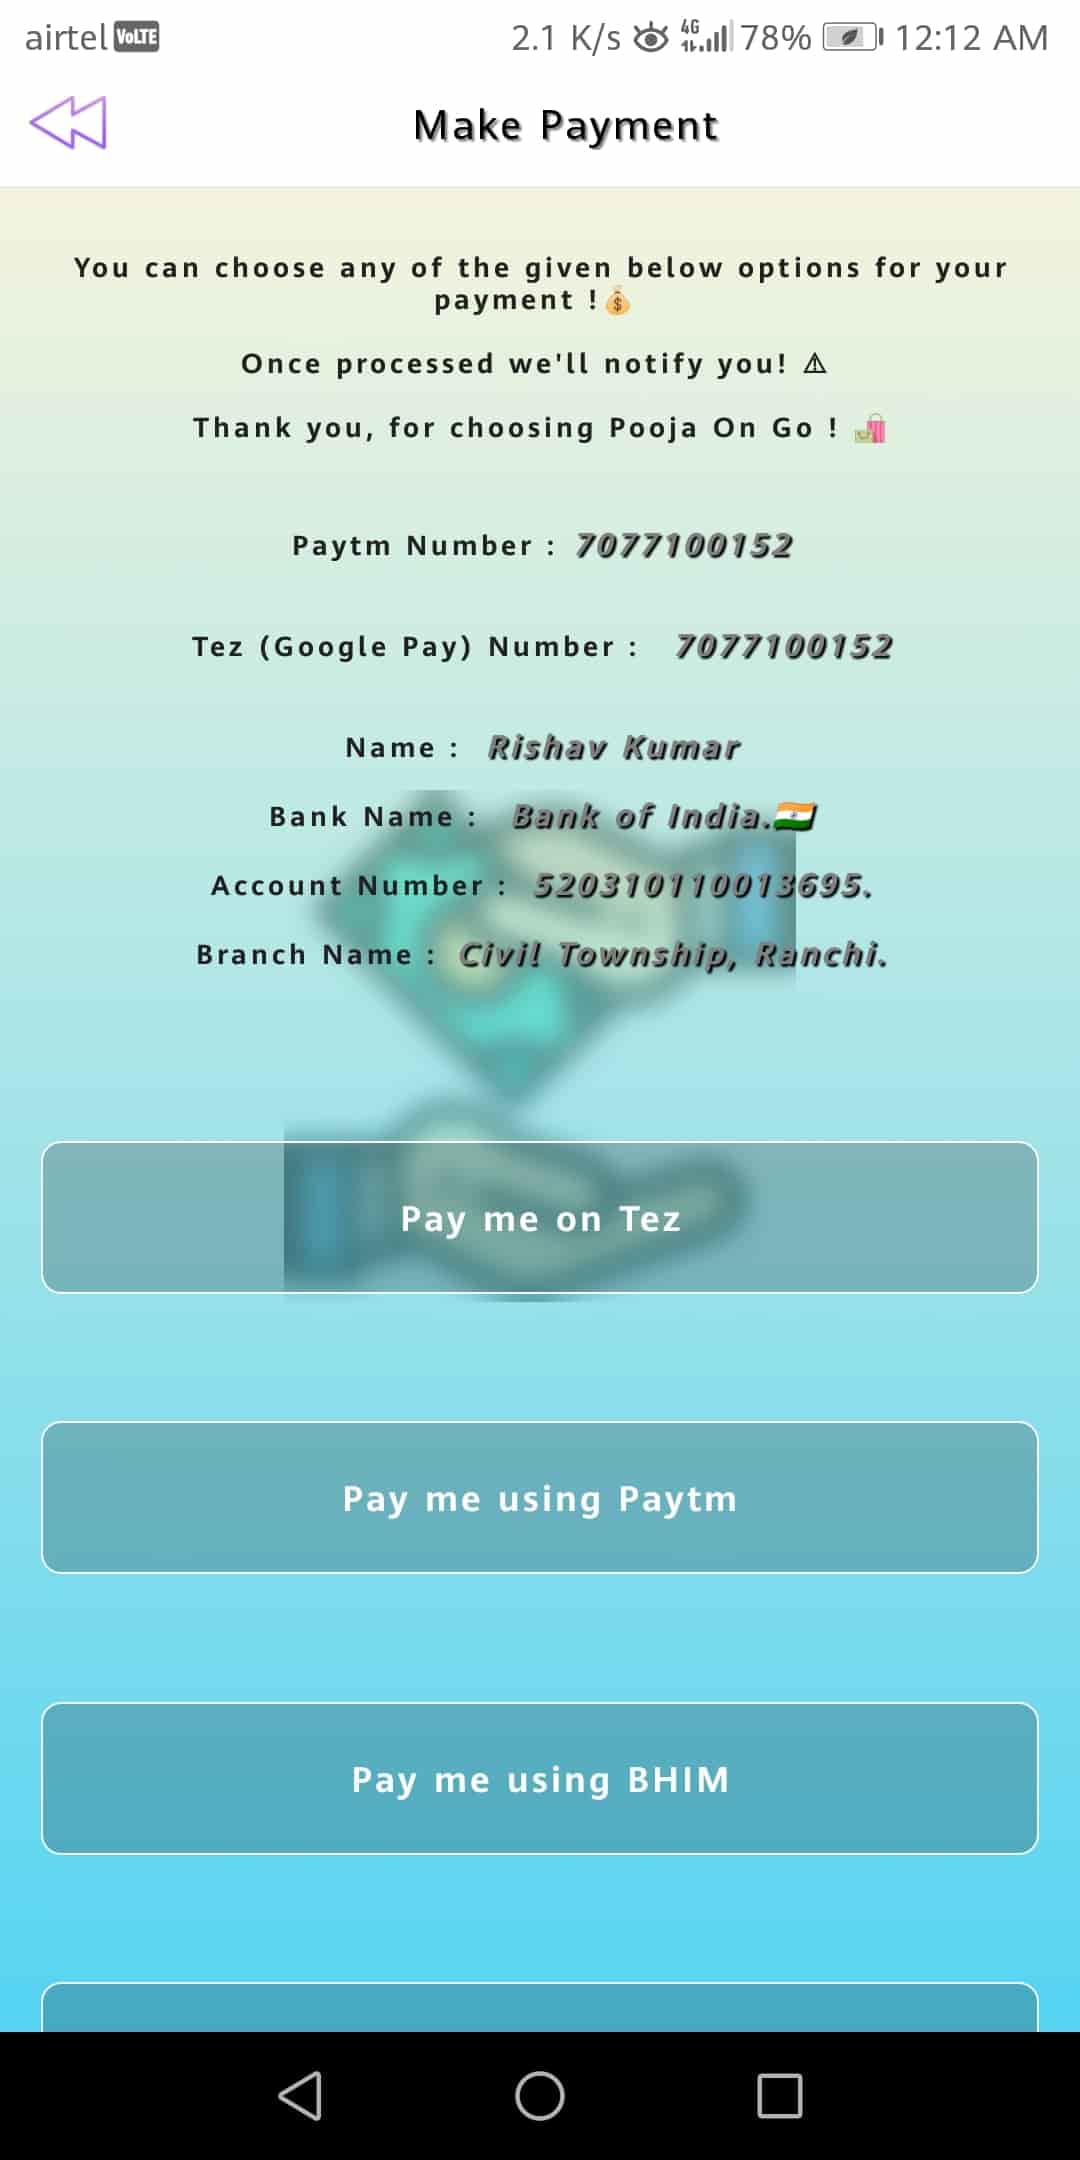 airtel VoLTE 2.1 K/s 4G 78% 12:12 AM
Make Payment
You can choose any of the given below options for your
payment !💰
Once processed we'll notify you! ⚠
Thank you, for choosing Pooja On Go ! 🛍
Paytm Number : 7077100152
Tez (Google Pay) Number : 7077100152
Name : Rishav Kumar
Bank Name : Bank of India.🇮🇳
Account Number : 520310110013695.
Branch Name : Civil Township, Ranchi.
Pay me on Tez
Pay me using Paytm
Pay me using BHIM